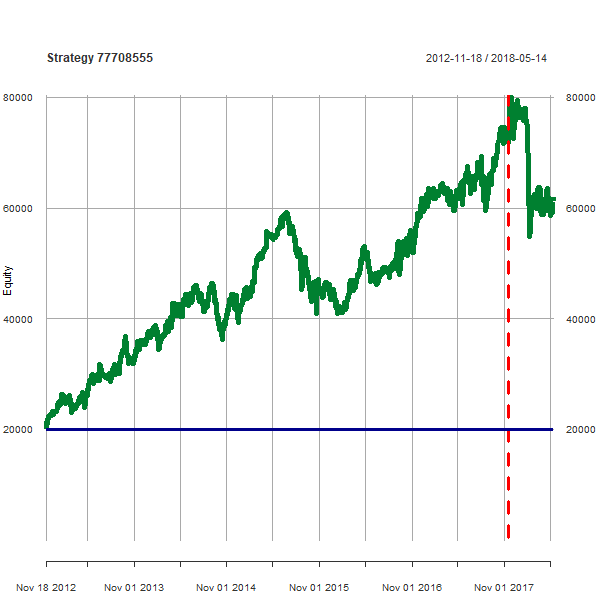 Strategy 77708555 2012-11-18 / 2018-05-14
80000 80000
60000 60000
Equity
40000 40000
20000 20000
Nov 18 2012 Nov 01 2013 Nov 01 2014 Nov 01 2015 Nov 01 2016 Nov 01 2017